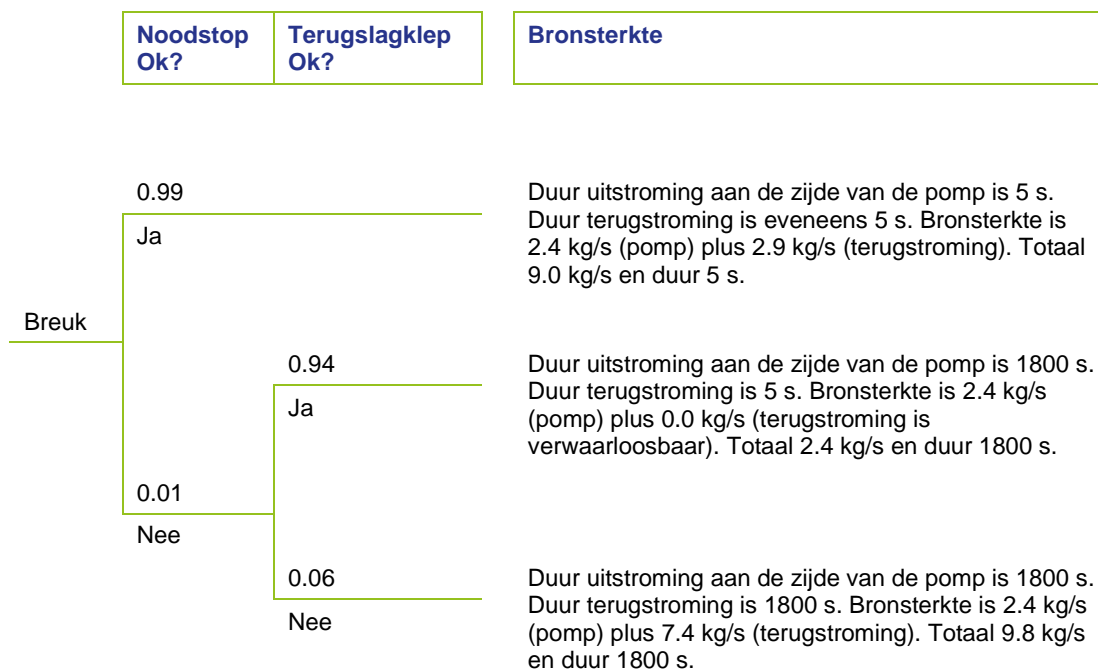 Noodstop Ok?
Terugslagklep Ok?
Bronsterkte
0.99
Ja
Duur uitstroming aan de zijde van de pomp is 5 s.
Duur terugstroming is eveneens 5 s. Bronsterkte is
2.4 kg/s (pomp) plus 2.9 kg/s (terugstroming). Totaal
9.0 kg/s en duur 5 s.
Breuk
0.94
Ja
Duur uitstroming aan de zijde van de pomp is 1800 s.
Duur terugstroming is 5 s. Bronsterkte is 2.4 kg/s
(pomp) plus 0.0 kg/s (terugstroming is
verwaarloosbaar). Totaal 2.4 kg/s en duur 1800 s.
0.01
Nee
0.06
Nee
Duur uitstroming aan de zijde van de pomp is 1800 s.
Duur terugstroming is 1800 s. Bronsterkte is 2.4 kg/s
(pomp) plus 7.4 kg/s (terugstroming). Totaal 9.8 kg/s
en duur 1800 s.